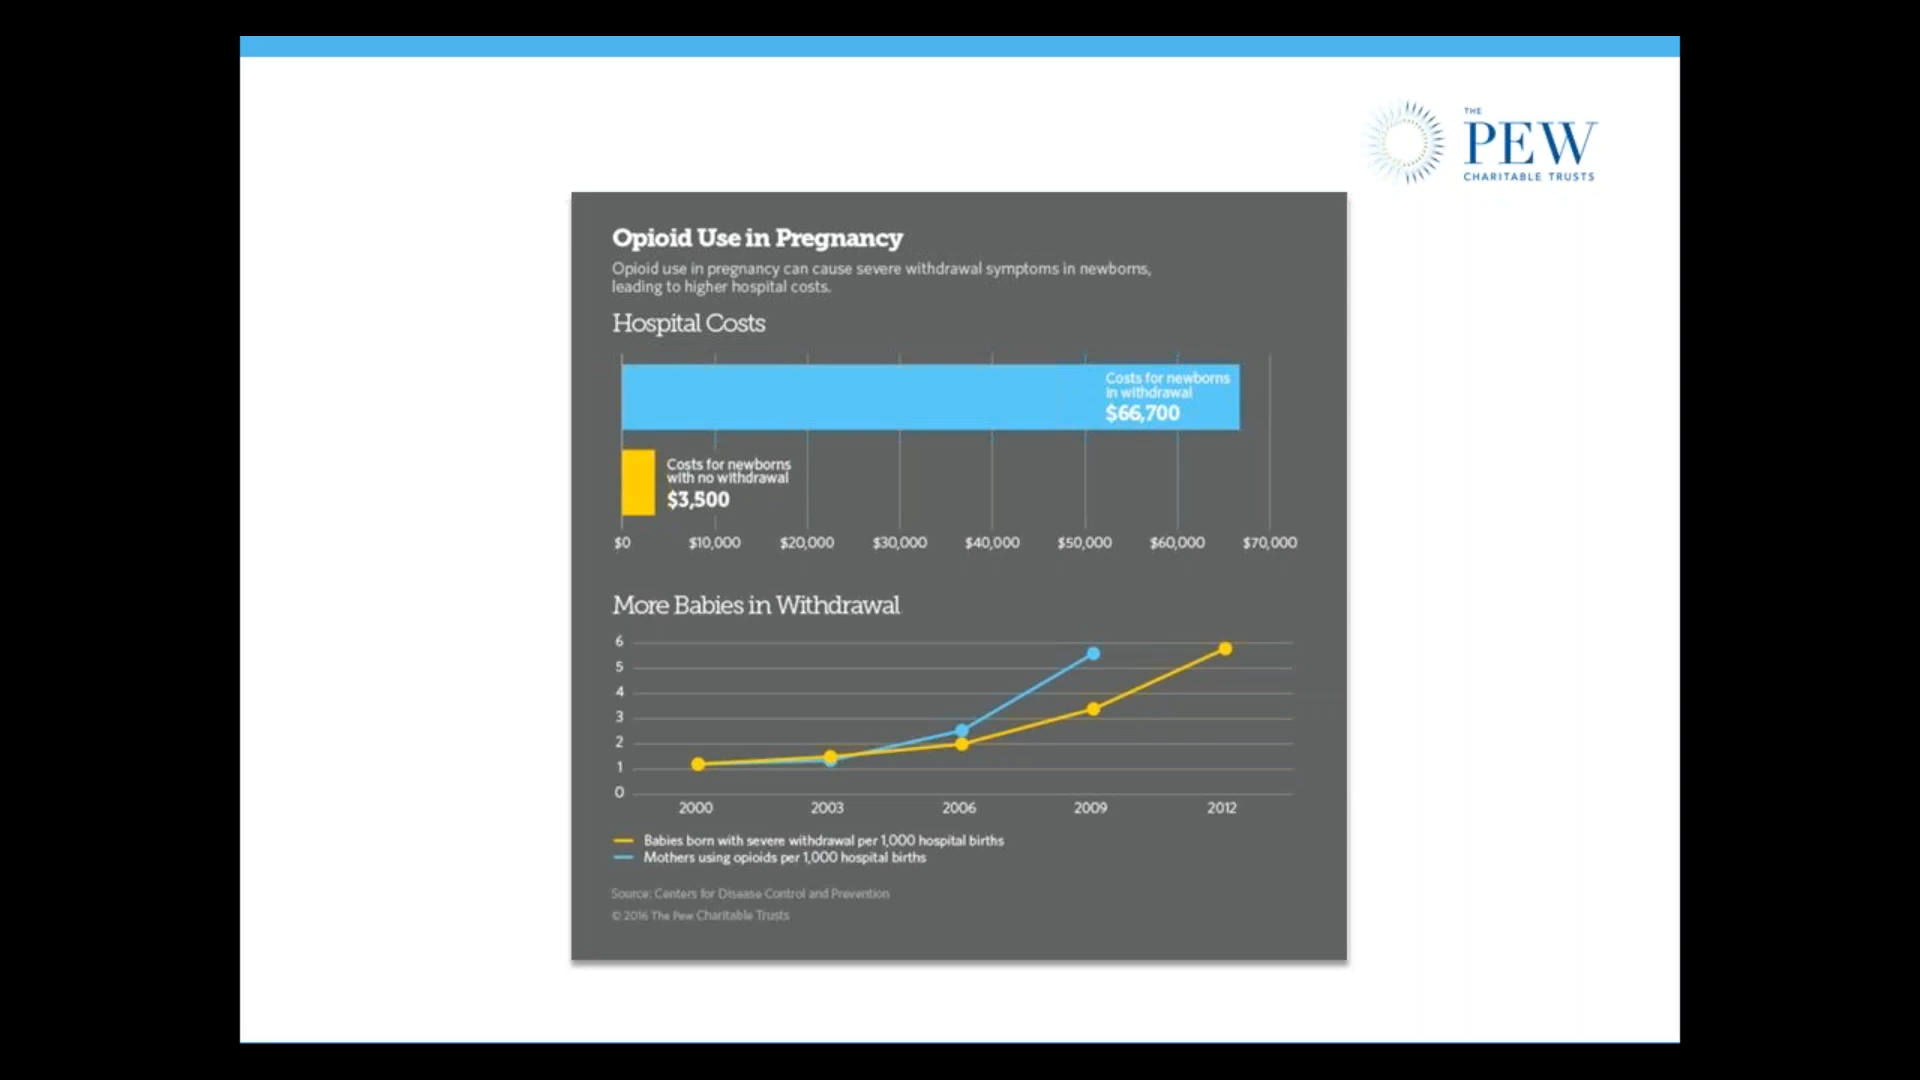 THE
PEW
CHARITABLE TRUSTS
Opioid Use in Pregnancy
Opioid use in pregnancy can cause severe withdrawal symptoms in newborns,
leading to higher hospital costs.
Hospital Costs
Costs for newborns
in withdrawal
$66,700
Costs for newborns
with no withdrawal
$3,500
$0 $10,000 $20,000 $30,000 $40,000 $50,000 $60,000 $70,000
More Babies in Withdrawal
6
5
4
3
2
1
0
2000 2003 2006 2009 2012
Babies born with severe withdrawal per 1,000 hospital births
Mothers using opioids per 1,000 hospital births
Source: Centers for Disease Control and Prevention
© 2016 The Pew Charitable Trusts